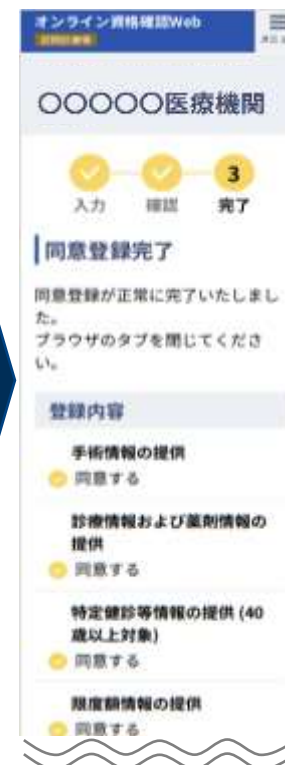 オンライン資格確認Web
〇〇〇〇〇医療機関
3
入力
確認
完了
同意登録完了
同意登録が正常に完了いたしまし
た。
ブラウザのタブを閉じてくださ
い。
登録内容
手術情報の提供
同意する
診療情報および薬剤情報の
提供
同意する
特定健診等情報の提供 (40
歳以上対象)
同意する
限度額情報の提供
同意する